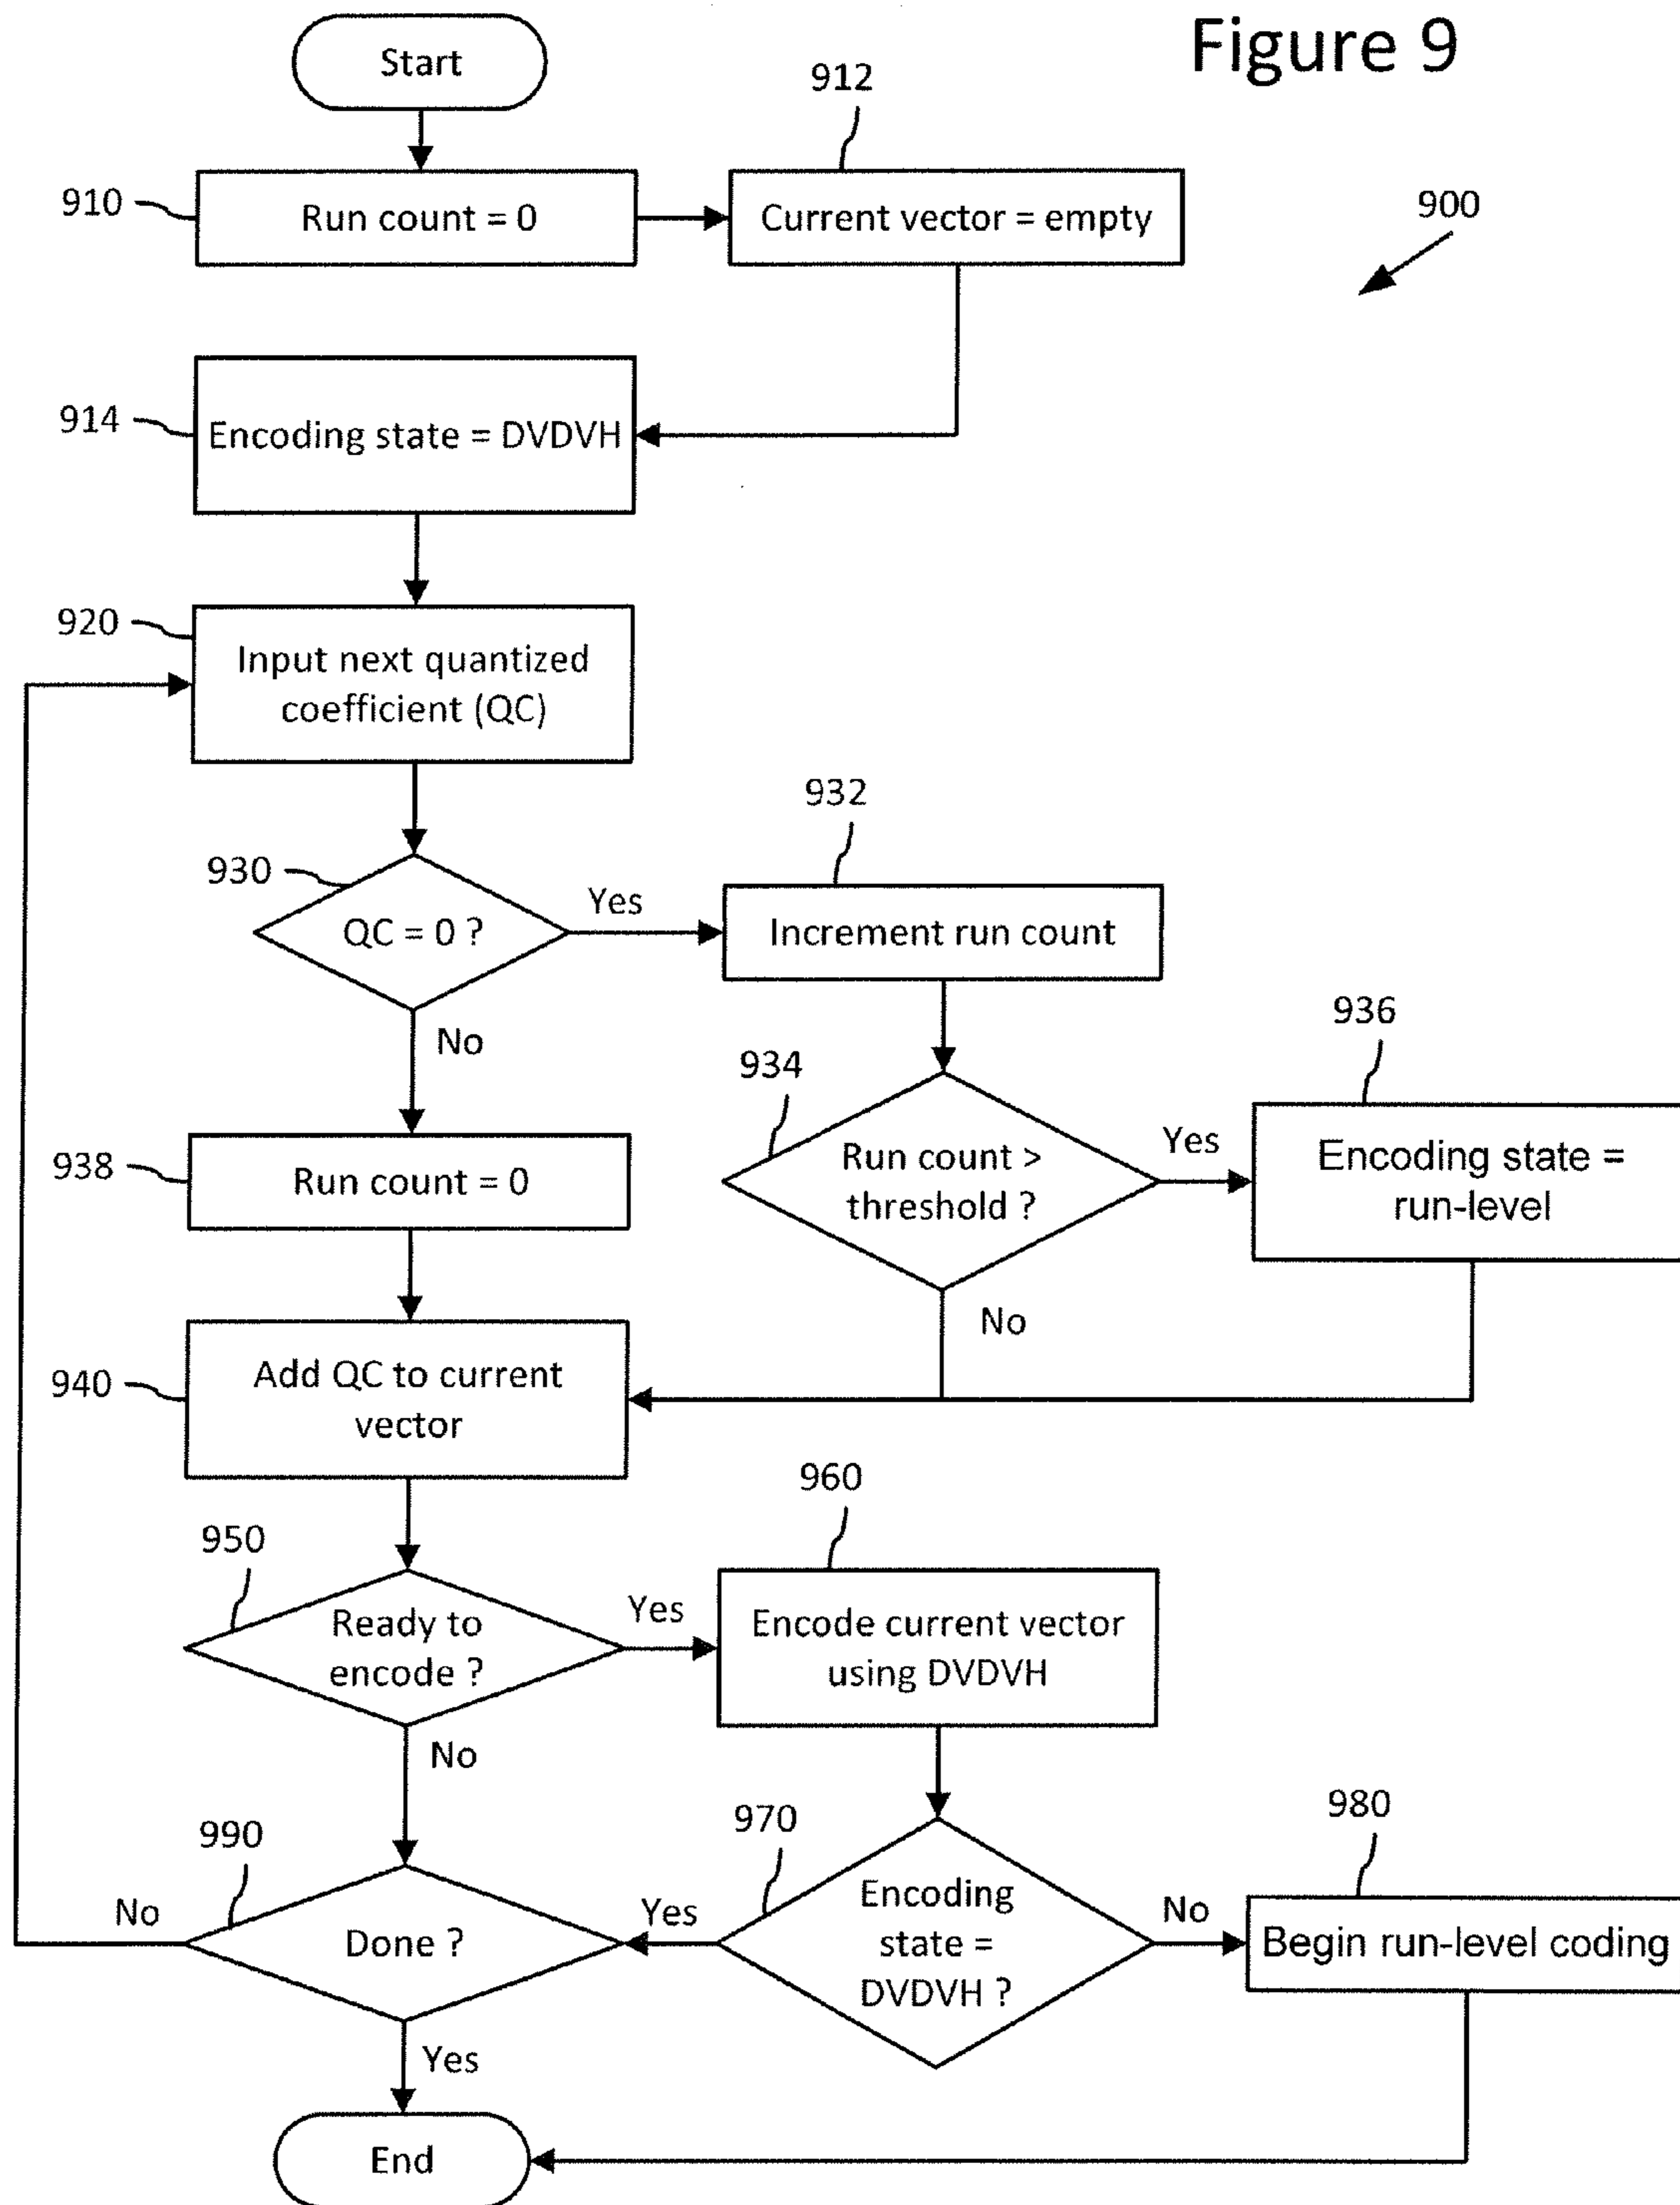 Figure 9
Start
912
910
Run count = 0
Current vector = empty
900
914
Encoding state = DVDVH
920
Input next quantized
coefficient (QC)
932
930
QC = 0 ?
Yes
Increment run count
No
936
934
938
Run count = 0
Run count >
threshold ?
Yes
Encoding state =
run-level
No
940
Add QC to current
vector
960
950
Ready to
encode ?
Yes
Encode current vector
using DVDVH
No
980
970
990
No
Done ?
Yes
Encoding
state =
DVDVH ?
No
Begin run-level coding
Yes
End